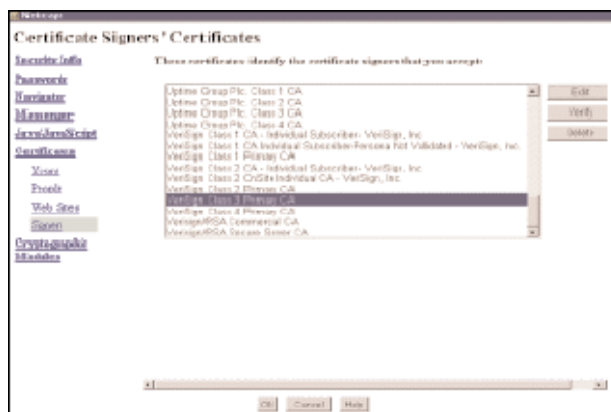 Netscape
Certificate Signers' Certificates
Security Info
Passwords
Navigator
Messenger
Java/JavaScript
Certificates
Yours
People
Web Sites
Signers
Cryptographic
Modules
These certificates identify the certificate signers that you accept:
Uptime Group Plc. Class 1 CA
Uptime Group Plc. Class 2 CA
Uptime Group Plc. Class 3 CA
Uptime Group Plc. Class 4 CA
VeriSign Class 1 CA - Individual Subscriber - VeriSign, Inc.
VeriSign Class 1 CA Individual Subscriber-Persona Not Validated - VeriSign, Inc.
VeriSign Class 1 Primary CA
VeriSign Class 2 CA - Individual Subscriber - VeriSign, Inc.
VeriSign Class 2 OnSite Individual CA - VeriSign, Inc.
VeriSign Class 2 Primary CA
VeriSign Class 3 Primary CA
VeriSign Class 4 Primary CA
Verisign/RSA Commercial CA
Verisign/RSA Secure Server CA
Edit
Verify
Delete
OK
Cancel
Help